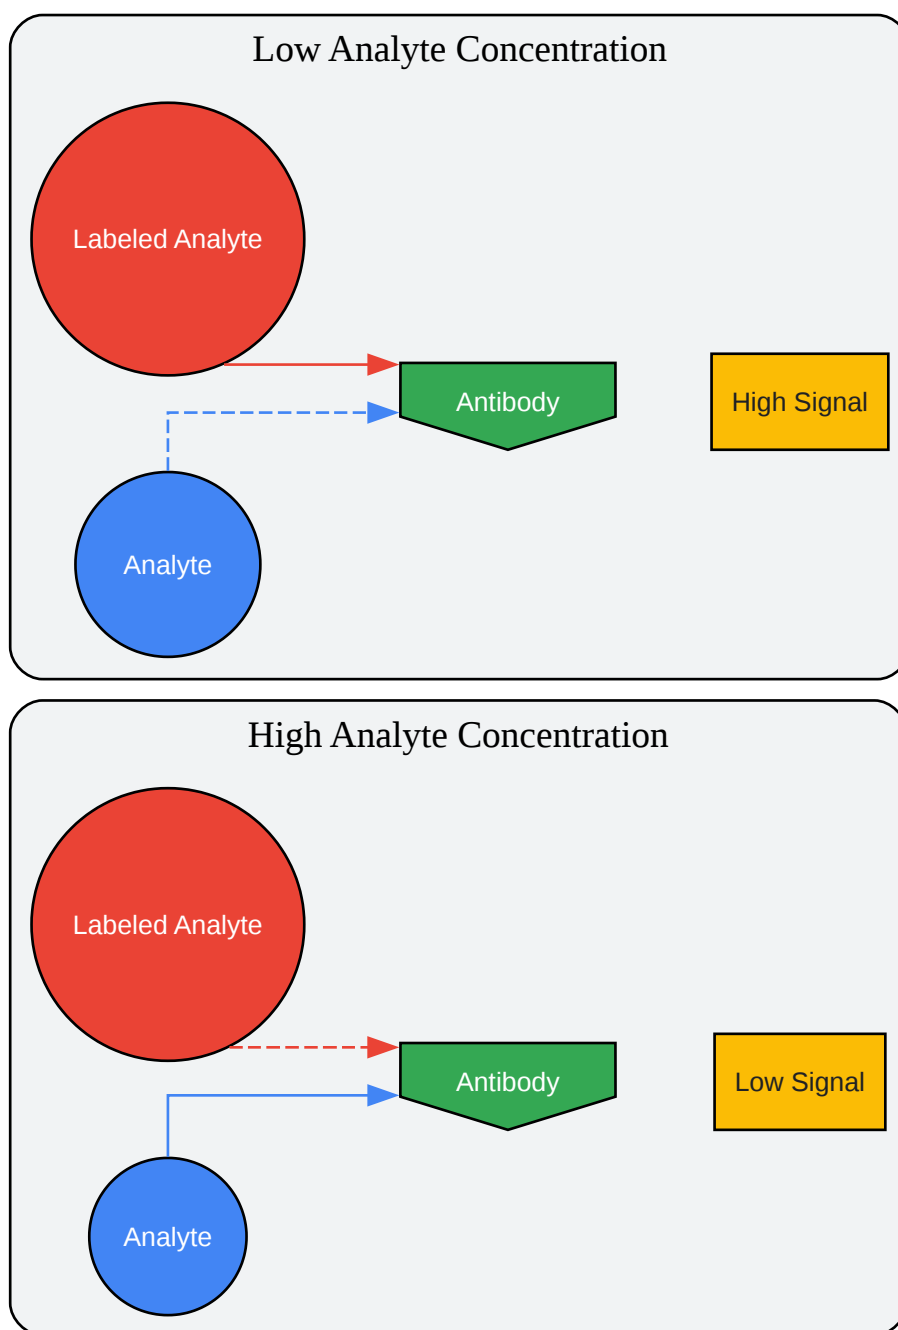 Low Analyte Concentration
Labeled Analyte
Antibody
High Signal
Analyte
High Analyte Concentration
Labeled Analyte
Antibody
Low Signal
Analyte